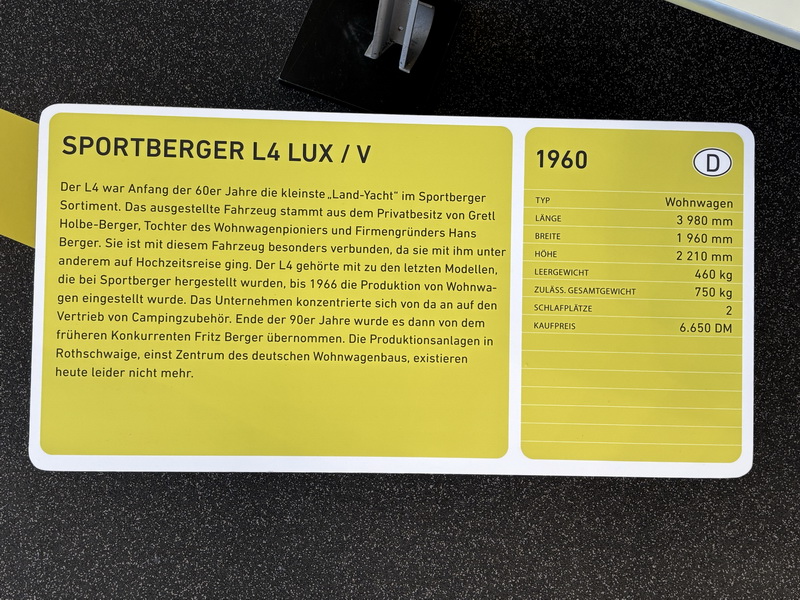 SPORTBERGER L4 LUX / V
Der L4 war Anfang der 60er Jahre die kleinste „Land-Yacht“ im Sportberger
Sortiment. Das ausgestellte Fahrzeug stammt aus dem Privatbesitz von Gretl
Holbe-Berger, Tochter des Wohnwagenpioniers und Firmengründers Hans
Berger. Sie ist mit diesem Fahrzeug besonders verbunden, da sie mit ihm unter
anderem auf Hochzeitsreise ging. Der L4 gehörte mit zu den letzten Modellen,
die bei Sportberger hergestellt wurden, bis 1966 die Produktion von Wohnwa-
gen eingestellt wurde. Das Unternehmen konzentrierte sich von da an auf den
Vertrieb von Campingzubehör. Ende der 90er Jahre wurde es dann von dem
früheren Konkurrenten Fritz Berger übernommen. Die Produktionsanlagen in
Rothschwaige, einst Zentrum des deutschen Wohnwagenbaus, existieren
heute leider nicht mehr.
1960 D
TYP Wohnwagen
LÄNGE 3 980 mm
BREITE 1 960 mm
HÖHE 2 210 mm
LEERGEWICHT 460 kg
ZULÄSS. GESAMTGEWICHT 750 kg
SCHLAFPLÄTZE 2
KAUFPREIS 6.650 DM